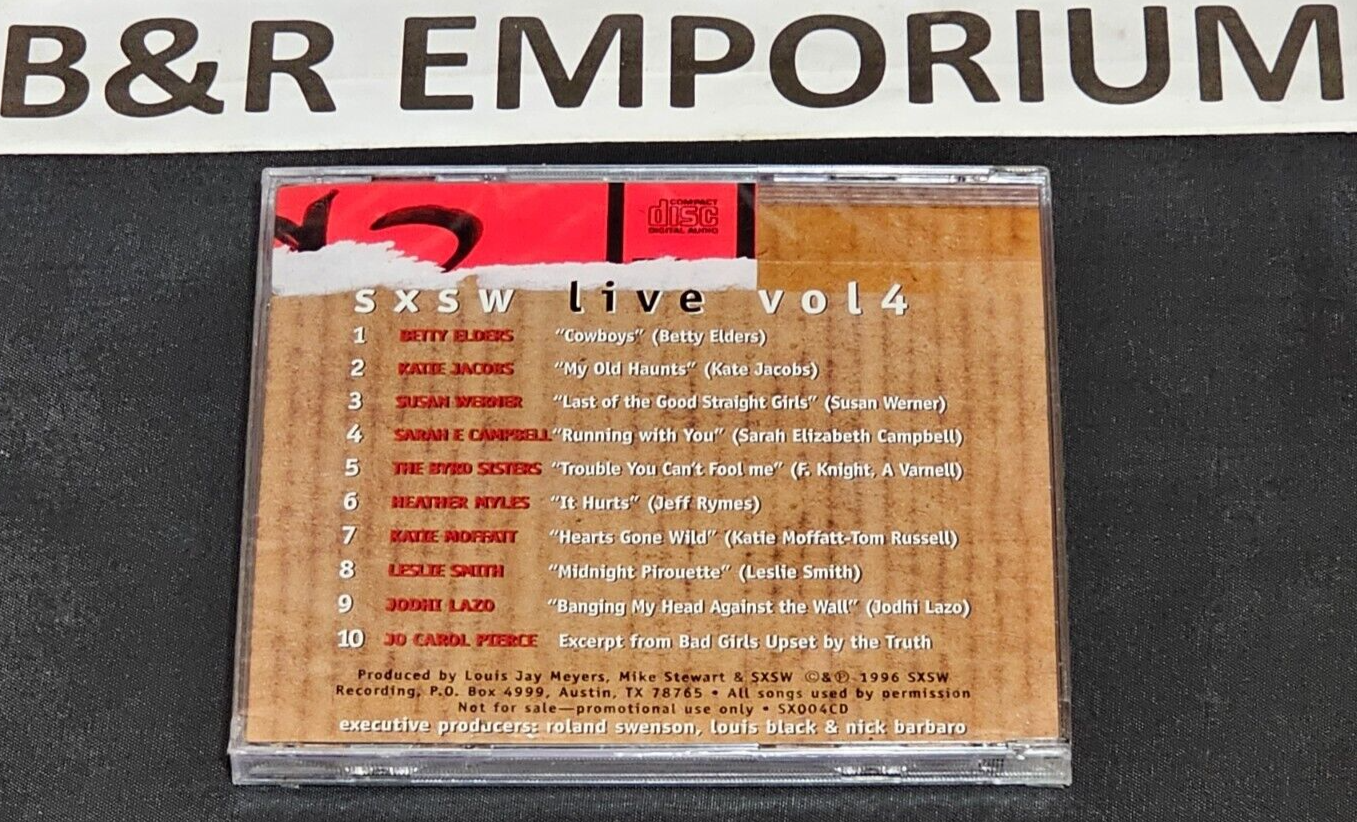 B&R EMPORIUM
COMPACT
disc
DIGITAL AUDIO
sxsw live vol4
1 BETTY ELDERS "Cowboys" (Betty Elders)
2 KATIE JACOBS "My Old Haunts" (Kate Jacobs)
3 SUSAN WERNER "Last of the Good Straight Girls" (Susan Werner)
4 SARAH E CAMPBELL "Running with You" (Sarah Elizabeth Campbell)
5 THE BYRD SISTERS "Trouble You Can't Fool me" (F. Knight, A Varnell)
6 HEATHER MYLES "It Hurts" (Jeff Rymes)
7 KATIE MOFFATT "Hearts Gone Wild" (Katie Moffatt-Tom Russell)
8 LESLIE SMITH "Midnight Pirouette" (Leslie Smith)
9 JODHI LAZO "Banging My Head Against the Wall" (Jodhi Lazo)
10 JO CAROL PIERCE Excerpt from Bad Girls Upset by the Truth
Produced by Louis Jay Meyers, Mike Stewart & SXSW ©&℗ 1996 SXSW
Recording, P.O. Box 4999, Austin, TX 78765 • All songs used by permission
Not for sale—promotional use only • SX004CD
executive producers: roland swenson, louis black & nick barbaro